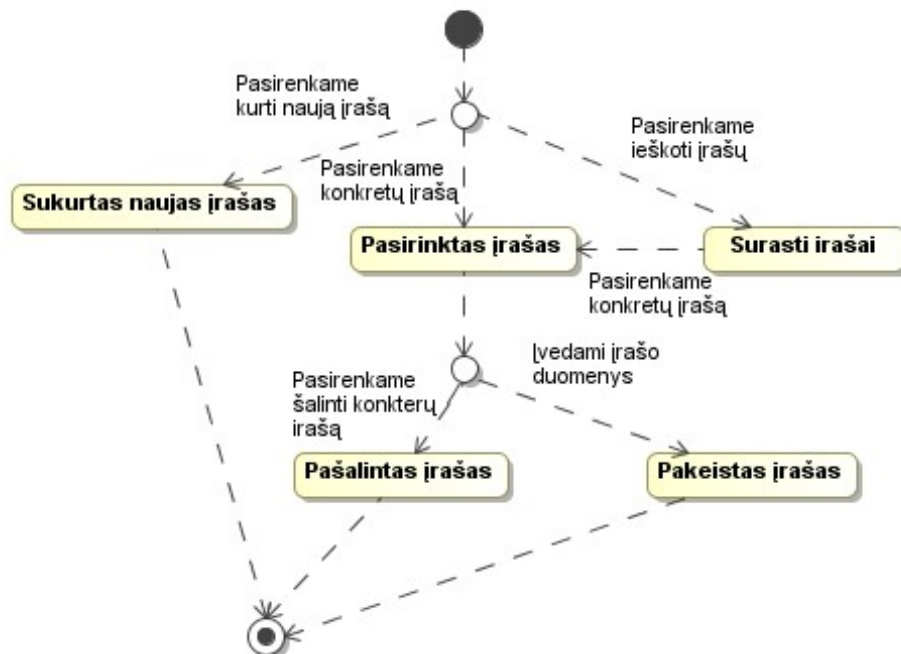 Pasirenkame
kurti naują įrašą
Pasirenkame
ieškoti įrašų
Pasirenkame
konkretų įrašą
Sukurtas naujas įrašas
Pasirinktas įrašas
Surasti irašai
Pasirenkame
konkretų įrašą
Įvedami įrašo
duomenys
Pasirenkame
šalinti konkterų
irašą
Pašalintas įrašas
Pakeistas įrašas